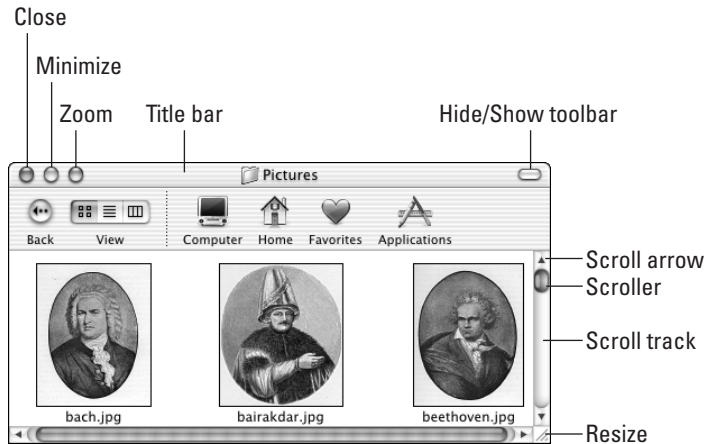 Close
Minimize
Zoom
Title bar
Hide/Show toolbar
Pictures
Back
View
Computer
Home
Favorites
Applications
Scroll arrow
Scroller
Scroll track
bach.jpg
bairakdar.jpg
beethoven.jpg
Resize